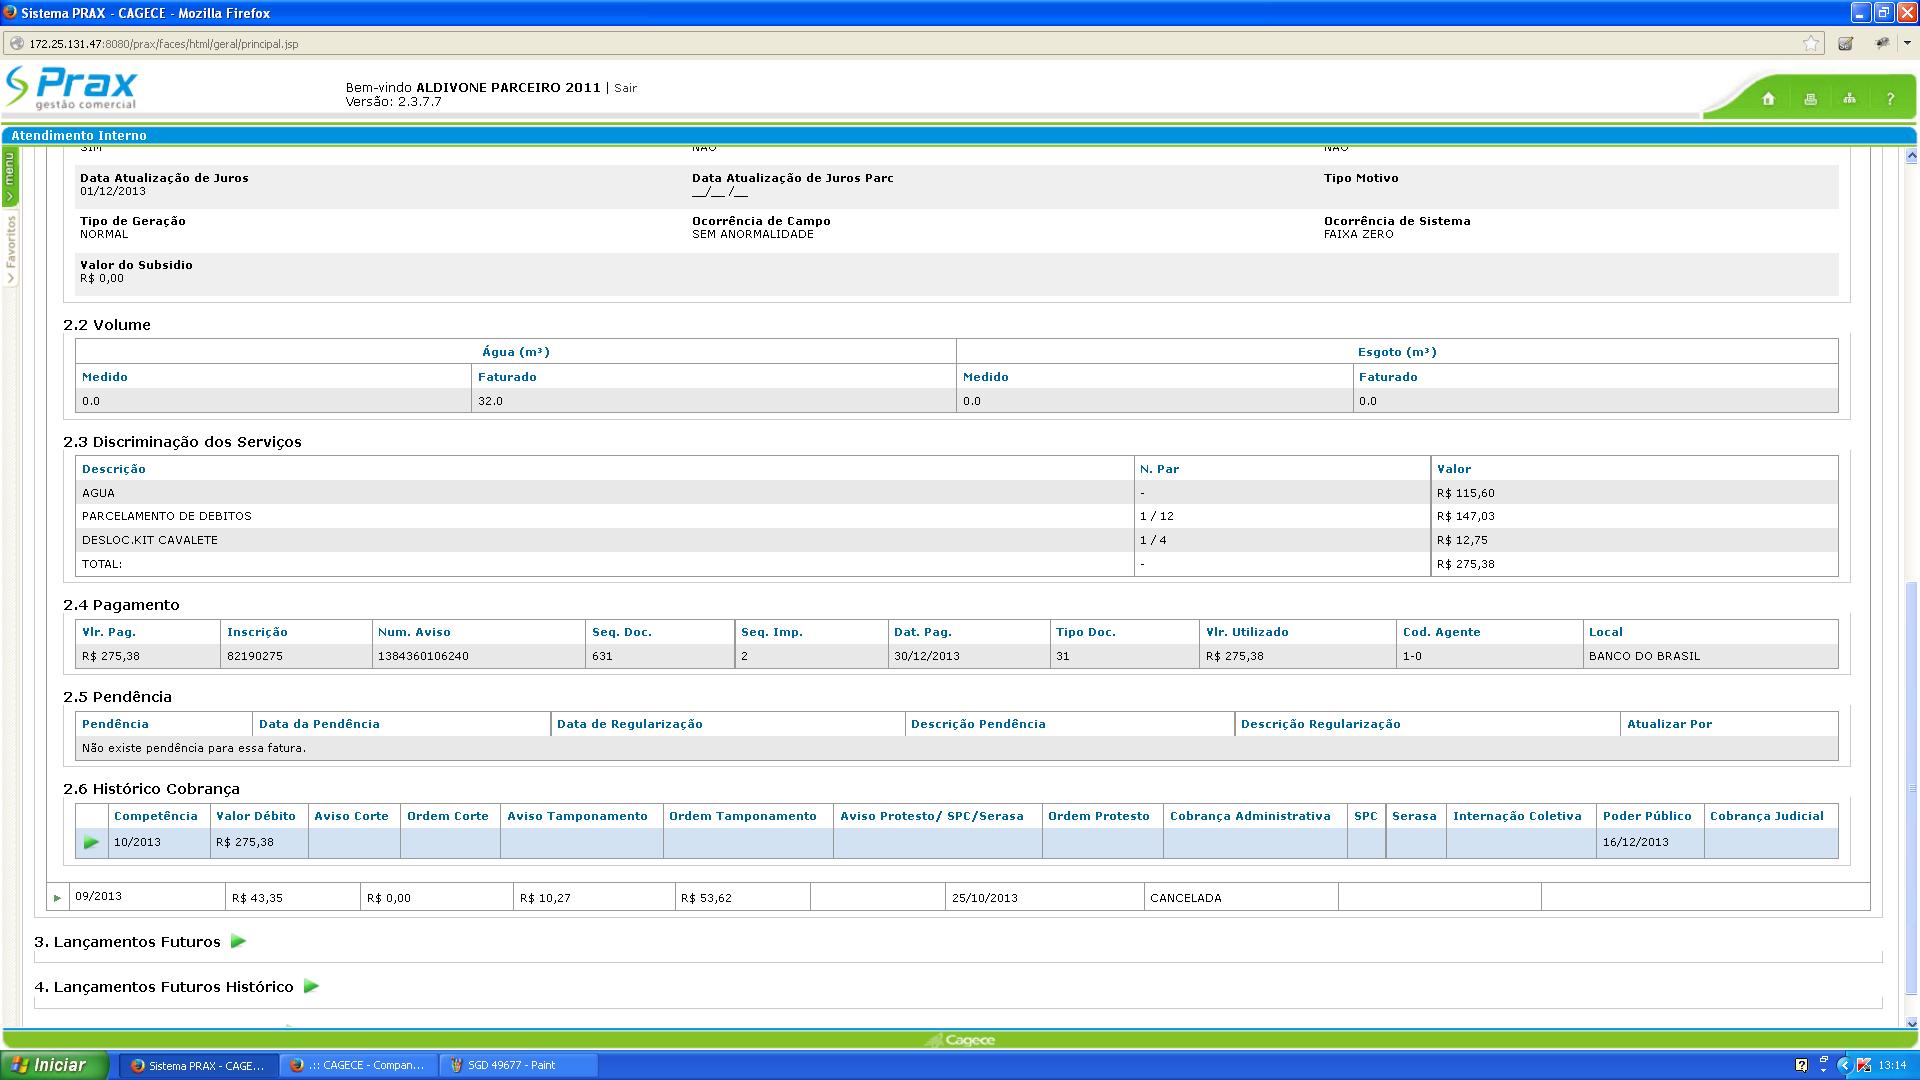 Sistema PRAX - CAGECE - Mozilla Firefox
172.25.131.47:8080/prax/faces/html/geral/principal.jsp
Prax
gestão comercial
Bem-vindo ALDIVONE PARCEIRO 2011 | Sair
Versão: 2.3.7.7
?
Atendimento Interno
menu
Favoritos
SIM NAO NAO
Data Atualização de Juros Data Atualização de Juros Parc Tipo Motivo
01/12/2013 __/__ /__
Tipo de Geração Ocorrência de Campo Ocorrência de Sistema
NORMAL SEM ANORMALIDADE FAIXA ZERO
Valor do Subsidio
R$ 0,00
2.2 Volume
Água (m³) Esgoto (m³)
Medido Faturado Medido Faturado
0.0 32.0 0.0 0.0
2.3 Discriminação dos Serviços
Descrição N. Par Valor
AGUA - R$ 115,60
PARCELAMENTO DE DEBITOS 1 / 12 R$ 147,03
DESLOC.KIT CAVALETE 1 / 4 R$ 12,75
TOTAL: - R$ 275,38
2.4 Pagamento
Vlr. Pag. Inscrição Num. Aviso Seq. Doc. Seq. Imp. Dat. Pag. Tipo Doc. Vlr. Utilizado Cod. Agente Local
R$ 275,38 82190275 1384360106240 631 2 30/12/2013 31 R$ 275,38 1-0 BANCO DO BRASIL
2.5 Pendência
Pendência Data da Pendência Data de Regularização Descrição Pendência Descrição Regularização Atualizar Por
Não existe pendência para essa fatura.
2.6 Histórico Cobrança
Competência Valor Débito Aviso Corte Ordem Corte Aviso Tamponamento Ordem Tamponamento Aviso Protesto/ SPC/Serasa Ordem Protesto Cobrança Administrativa SPC Serasa Internação Coletiva Poder Público Cobrança Judicial
10/2013 R$ 275,38 16/12/2013
09/2013 R$ 43,35 R$ 0,00 R$ 10,27 R$ 53,62 25/10/2013 CANCELADA
3. Lançamentos Futuros
4. Lançamentos Futuros Histórico
Cagece
Iniciar Sistema PRAX - CAGE... .:: CAGECE - Compan... SGD 49677 - Paint 13:14